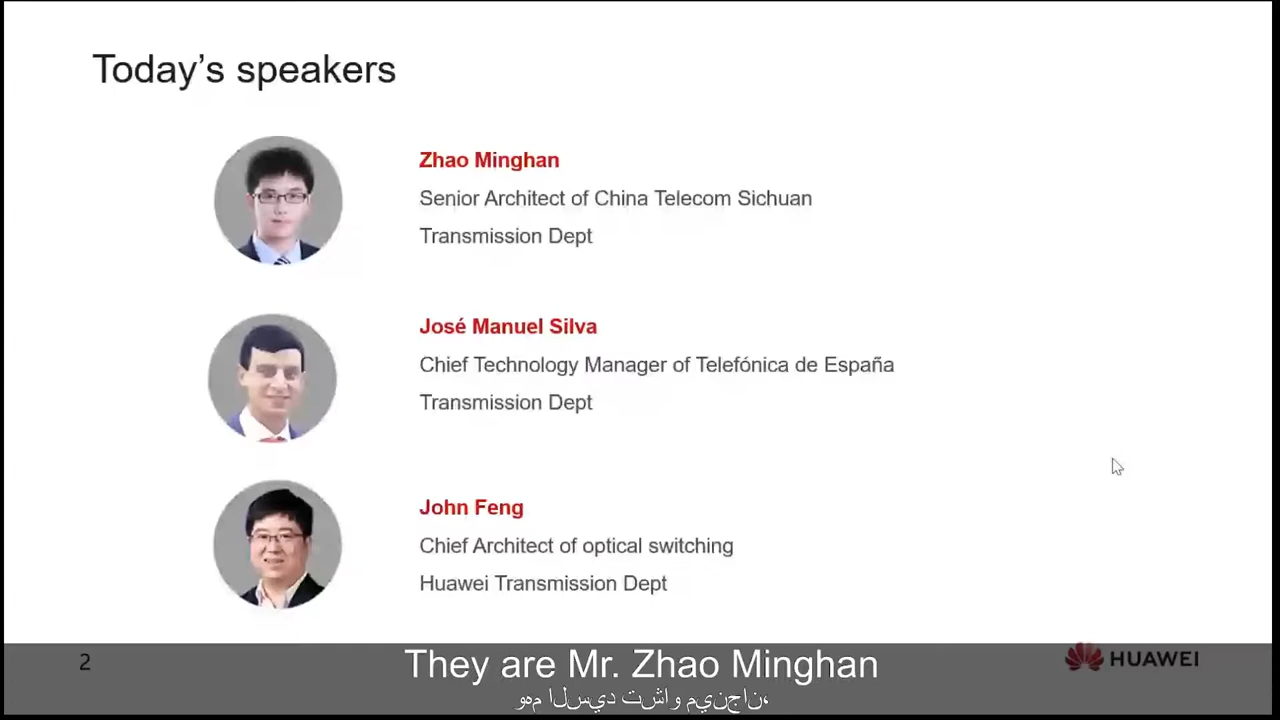 Today's speakers
Zhao Minghan
Senior Architect of China Telecom Sichuan
Transmission Dept
José Manuel Silva
Chief Technology Manager of Telefónica de España
Transmission Dept
John Feng
Chief Architect of optical switching
Huawei Transmission Dept
2
They are Mr. Zhao Minghan
HUAWEI
وهم السيد تشاو مينجان،